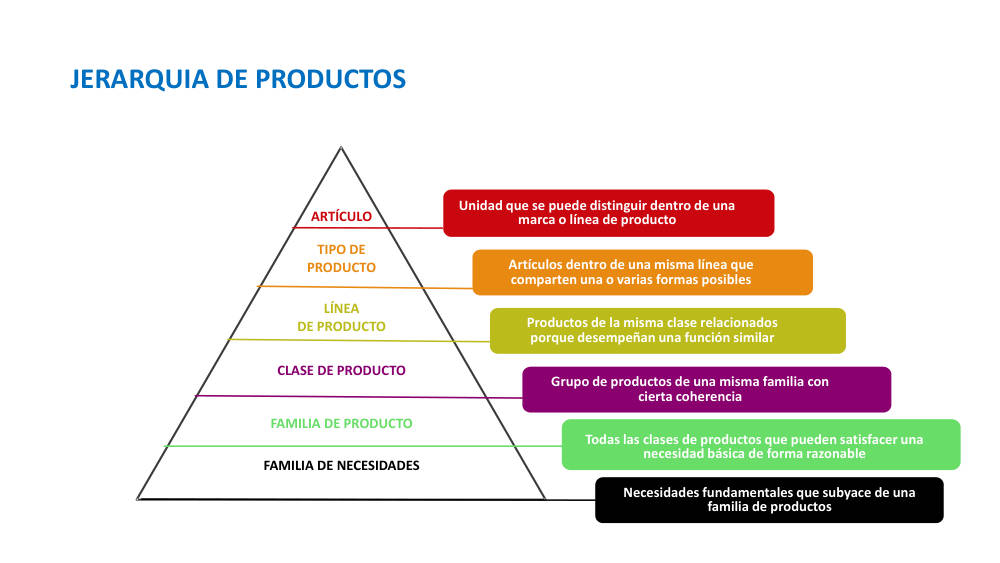 JERARQUIA DE PRODUCTOS
ARTÍCULO
Unidad que se puede distinguir dentro de una
marca o línea de producto
TIPO DE
PRODUCTO
Artículos dentro de una misma línea que
comparten una o varias formas posibles
LÍNEA
DE PRODUCTO
Productos de la misma clase relacionados
porque desempeñan una función similar
CLASE DE PRODUCTO
Grupo de productos de una misma familia con
cierta coherencia
FAMILIA DE PRODUCTO
Todas las clases de productos que pueden satisfacer una
necesidad básica de forma razonable
FAMILIA DE NECESIDADES
Necesidades fundamentales que subyace de una
familia de productos